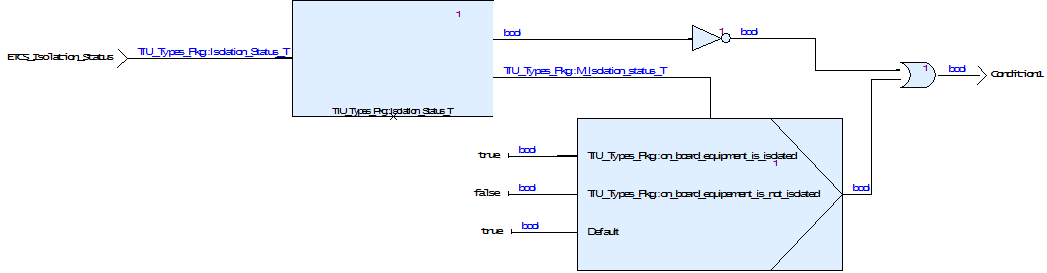 1
bool
1
bool
ETCS_Isolation_Status
TIU_Types_Pkg::Isolation_Status_T
TIU_Types_Pkg::M_Isolation_status_T
1
bool
Condition1
TIU_Types_Pkg::Isolation_Status_T
true
bool
TIU_Types_Pkg::on_board_equipment_is_isolated
1
false
bool
TIU_Types_Pkg::on_board_equipement_is_not_isolated
bool
true
bool
Default